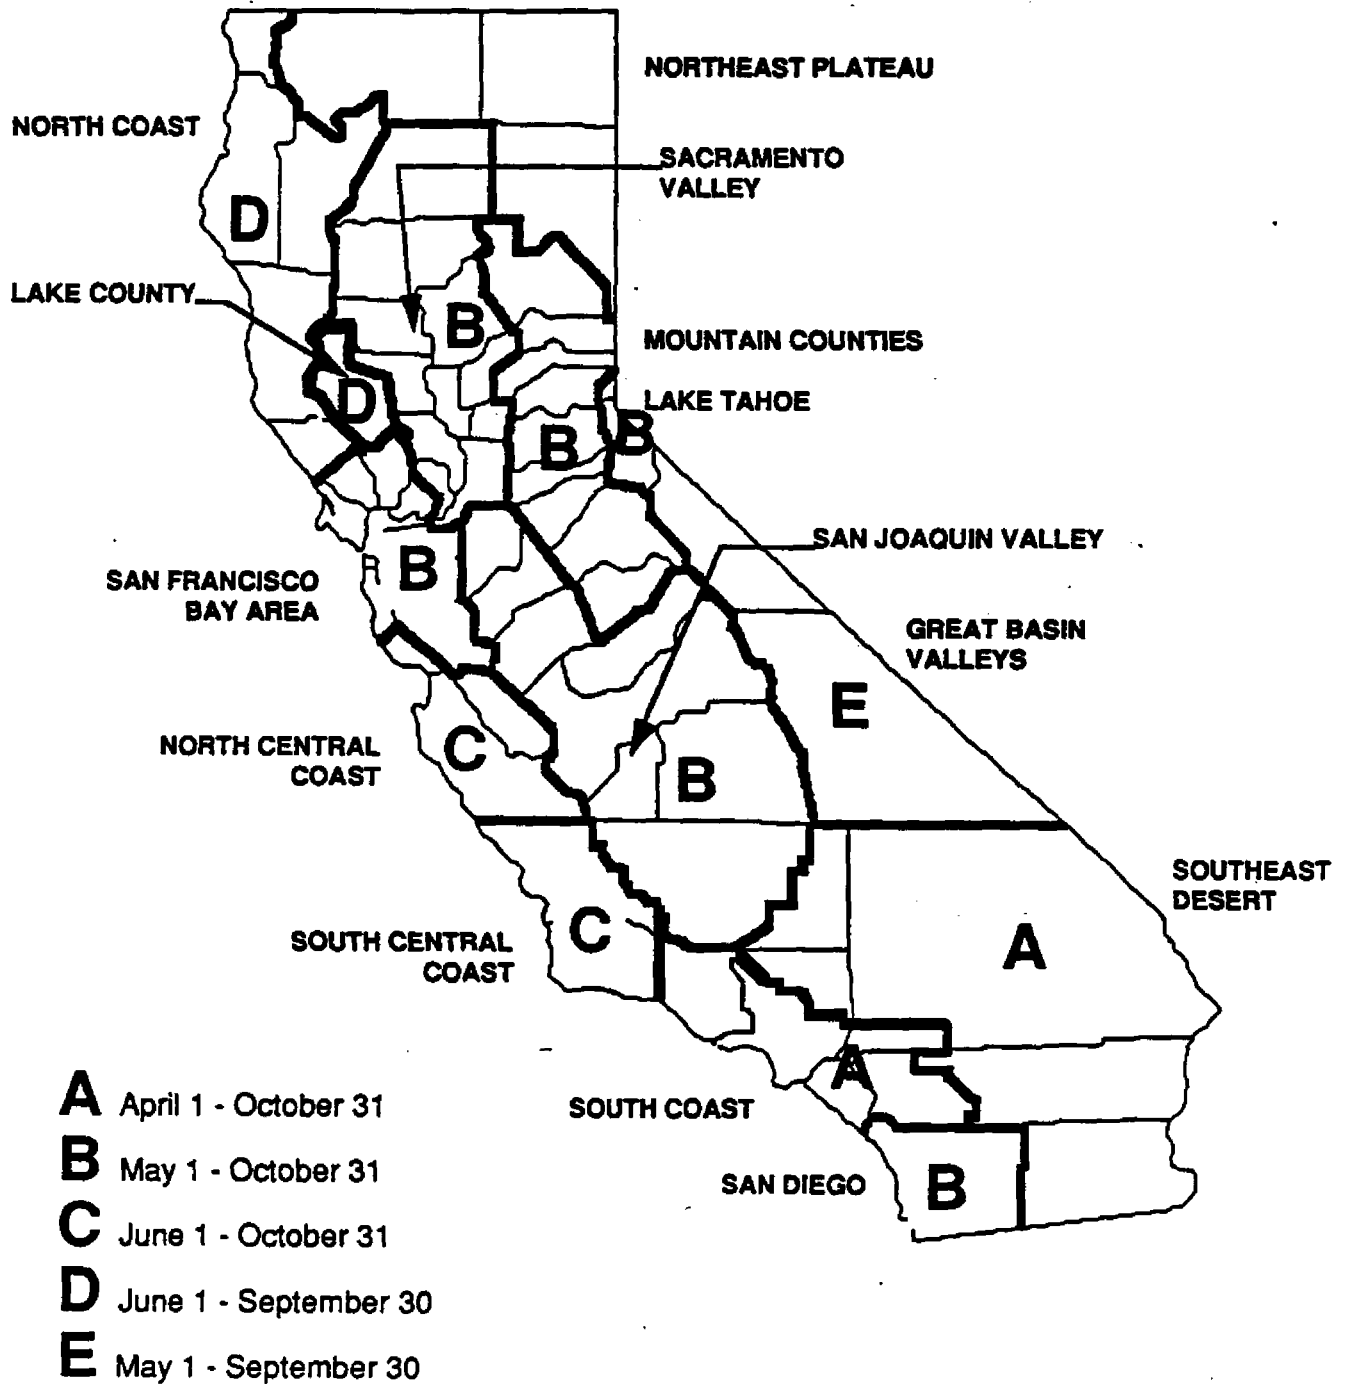 NORTHEAST PLATEAU
NORTH COAST
SACRAMENTO
VALLEY
D
LAKE COUNTY
B
MOUNTAIN COUNTIES
D
LAKE TAHOE
B
B
SAN JOAQUIN VALLEY
B
SAN FRANCISCO
BAY AREA
GREAT BASIN
VALLEYS
E
C
NORTH CENTRAL
COAST
B
SOUTHEAST
DESERT
C
SOUTH CENTRAL
COAST
A
A
SOUTH COAST
SAN DIEGO
B
A April 1 - October 31
B May 1 - October 31
C June 1 - October 31
D June 1 - September 30
E May 1 - September 30